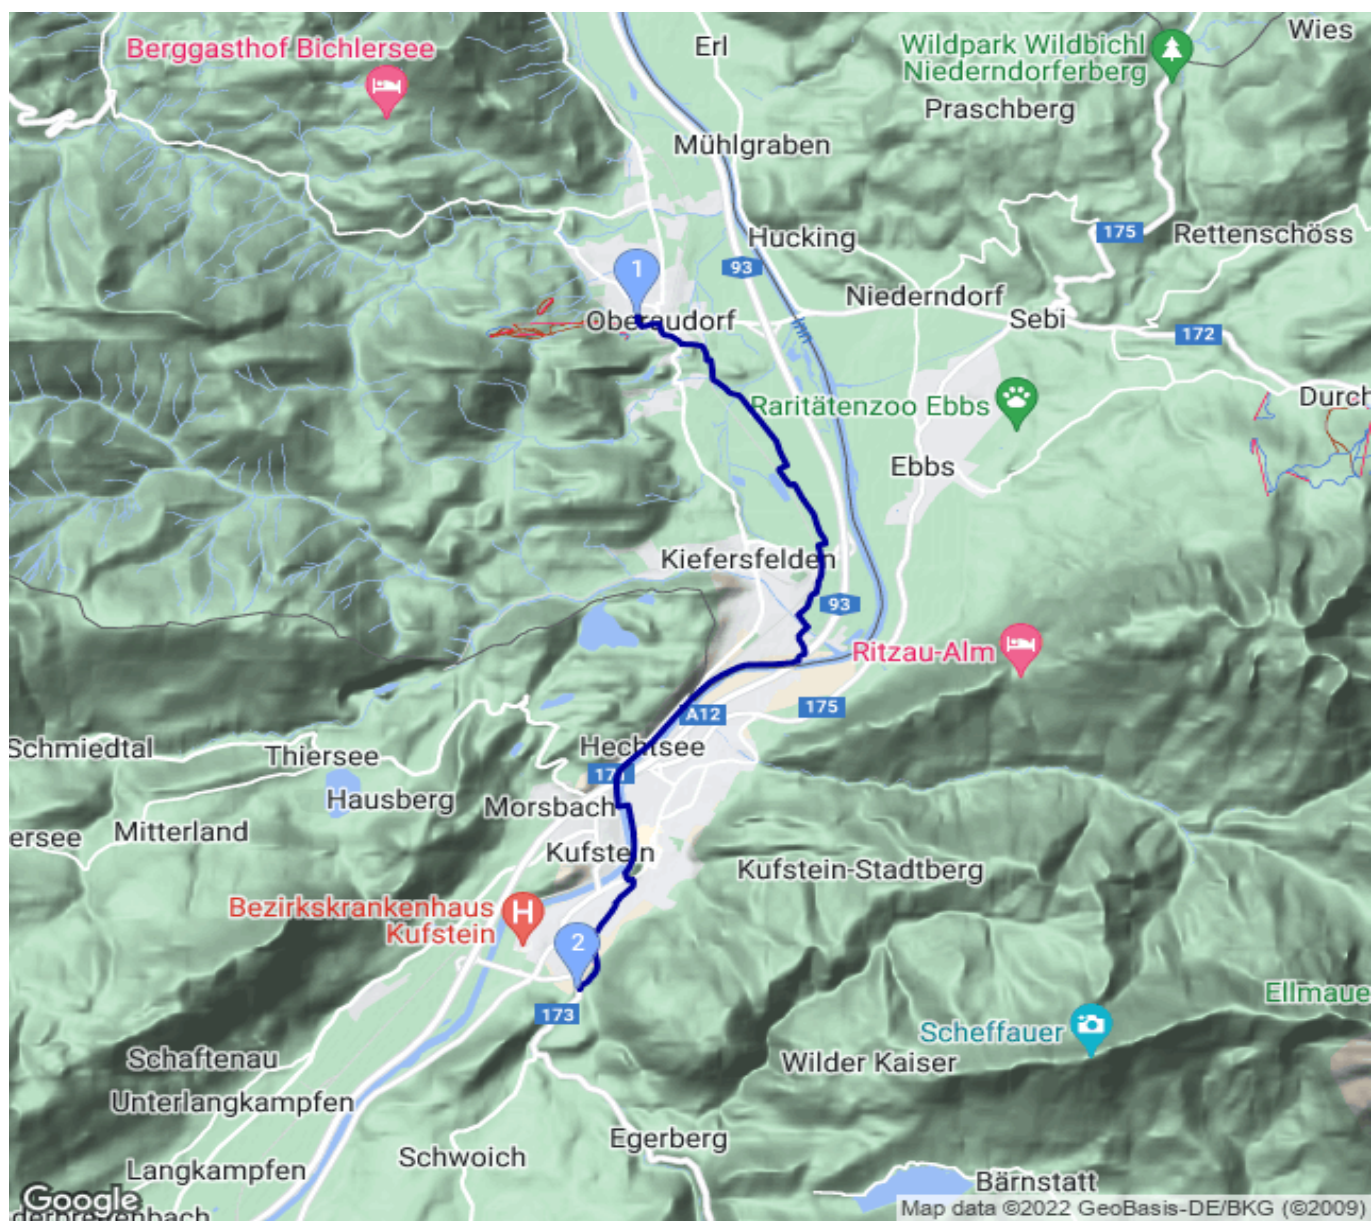 Wies
Berggasthof Bichlersee
Erl
Wildpark Wildbichl
Niederndorferberg
Praschberg
Mühlgraben
175
Rettenschöss
Hucking
93
1
Niederndorf
Oberaudorf
Sebi
172
Inn
Durch
Raritätenzoo Ebbs
Ebbs
Kiefersfelden
93
Ritzau-Alm
A12
175
Schmiedtal
Thiersee
Hechtsee
Hausberg
Morsbach
ersee
Mitterland
Kufstein
Kufstein-Stadtberg
Bezirkskrankenhaus
Kufstein
H
2
173
Ellmaue
Scheffauer
Schaftenau
Wilder Kaiser
Unterlangkampfen
Egerberg
Schwoich
Langkampfen
Bärnstatt
Google
Map data ©2022 GeoBasis-DE/BKG (©2009)